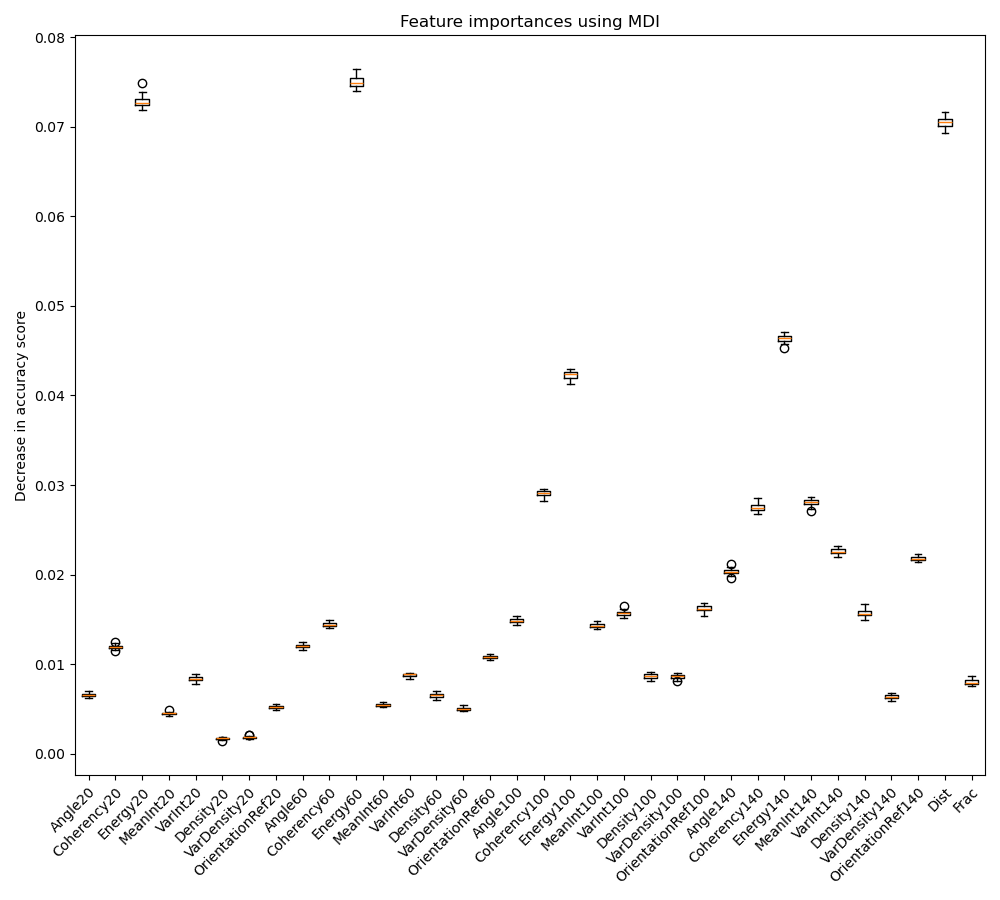 Feature importances using MDI
Decrease in accuracy score
0.08
0.07
0.06
0.05
0.04
0.03
0.02
0.01
0.00
Angle20
Coherency20
Energy20
MeanInt20
VarInt20
Density20
VarDensity20
OrientationRef20
Angle60
Coherency60
Energy60
MeanInt60
VarInt60
Density60
VarDensity60
OrientationRef60
Angle100
Coherency100
Energy100
MeanInt100
VarInt100
Density100
VarDensity100
OrientationRef100
Angle140
Coherency140
Energy140
MeanInt140
VarInt140
Density140
VarDensity140
OrientationRef140
Dist
Frac